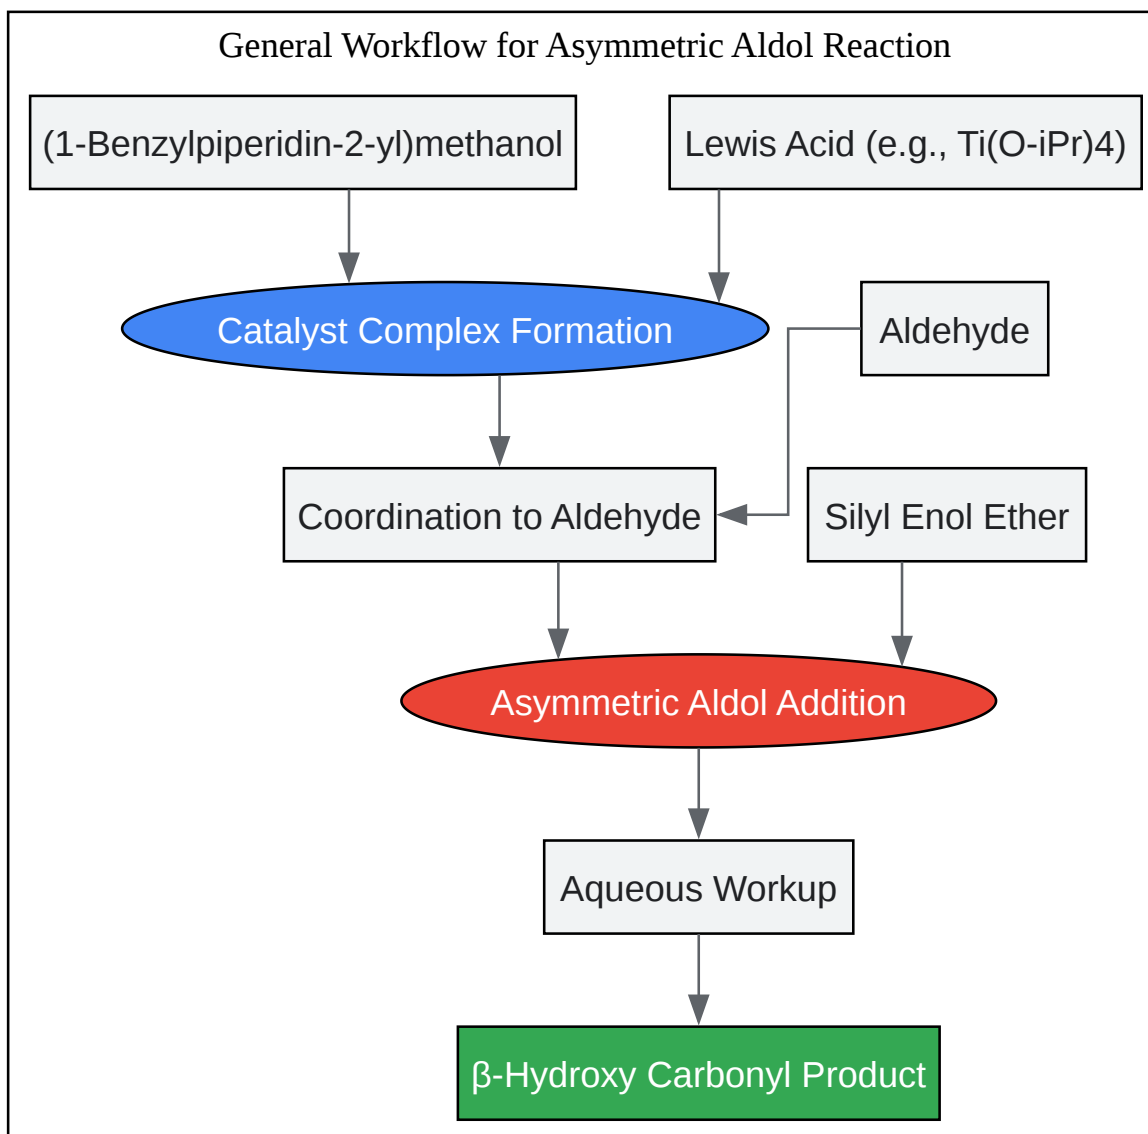 General Workflow for Asymmetric Aldol Reaction
(1-Benzylpiperidin-2-yl)methanol
Lewis Acid (e.g., Ti(O-iPr)4)
Catalyst Complex Formation
Aldehyde
Coordination to Aldehyde
Silyl Enol Ether
Asymmetric Aldol Addition
Aqueous Workup
β-Hydroxy Carbonyl Product